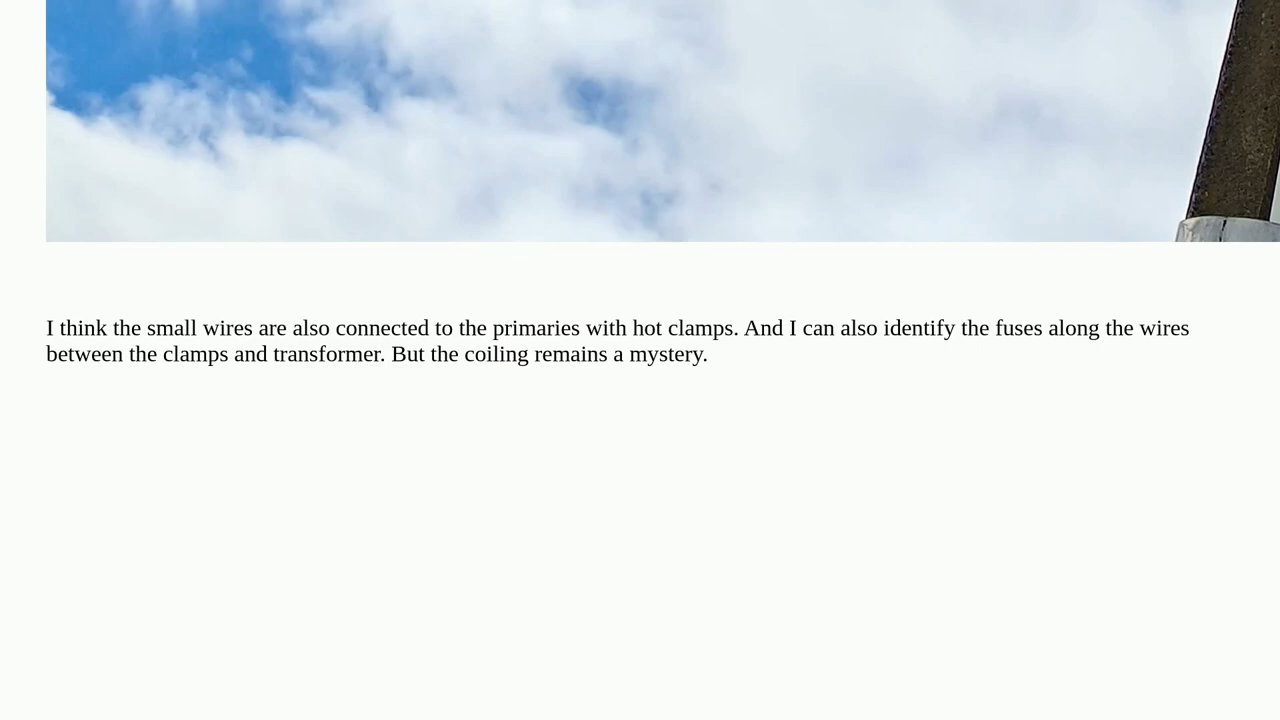 I think the small wires are also connected to the primaries with hot clamps. And I can also identify the fuses along the wires
between the clamps and transformer. But the coiling remains a mystery.